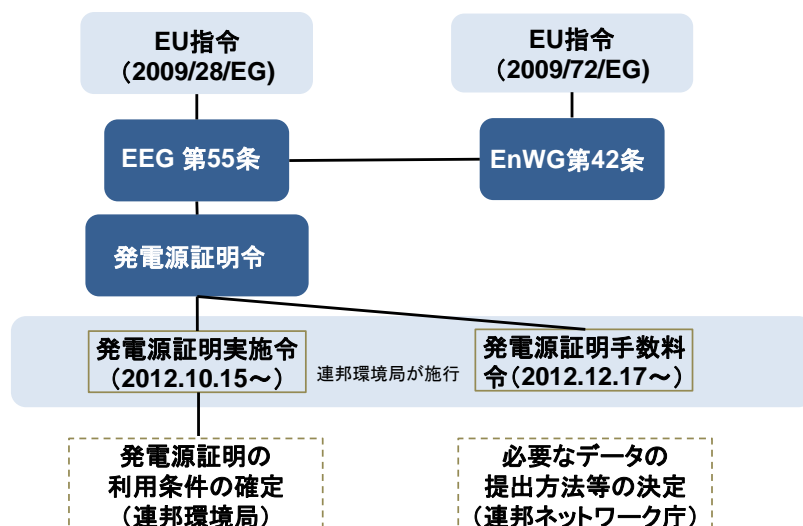 EU指令
（2009/28/EG)
EU指令
（2009/72/EG)
EEG 第55条
EnWG第42条
発電源証明令
発電源証明実施令
（2012.10.15～）
連邦環境局が施行
発電源証明手数料
令（2012.12.17～）
発電源証明の
利用条件の確定
（連邦環境局）
必要なデータの
提出方法等の決定
（連邦ネットワーク庁）